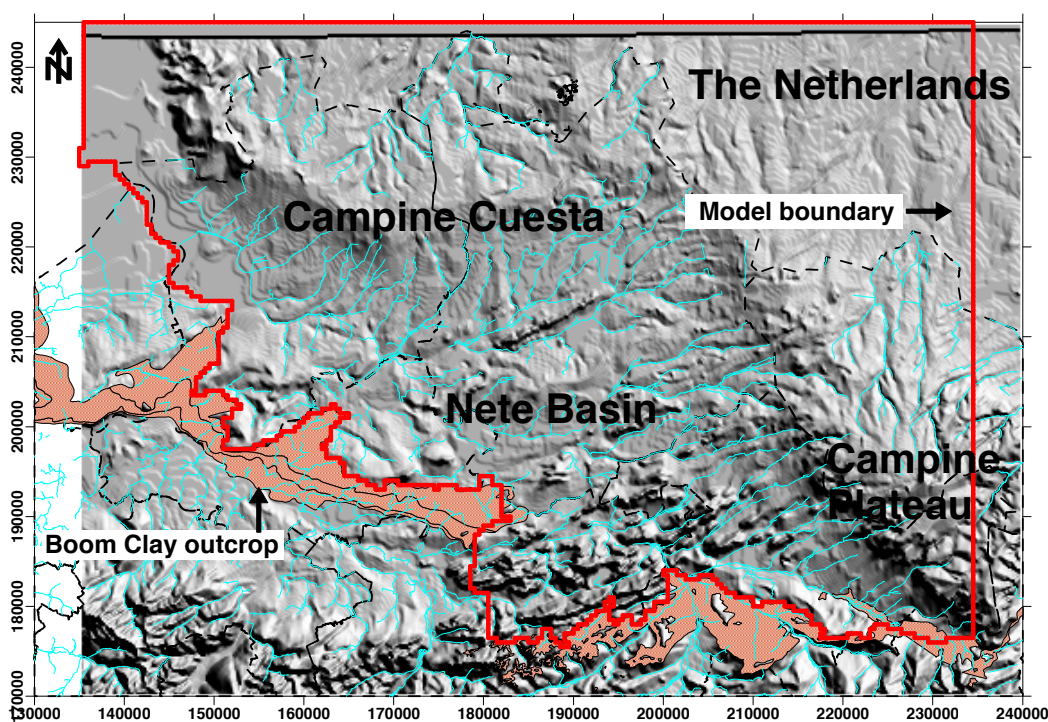 N
The Netherlands
Model boundary
Campine Cuesta
Nete Basin
Campine
Plateau
Boom Clay outcrop
240000
230000
220000
210000
200000
190000
180000
130000 140000 150000 160000 170000 180000 190000 200000 210000 220000 230000 240000